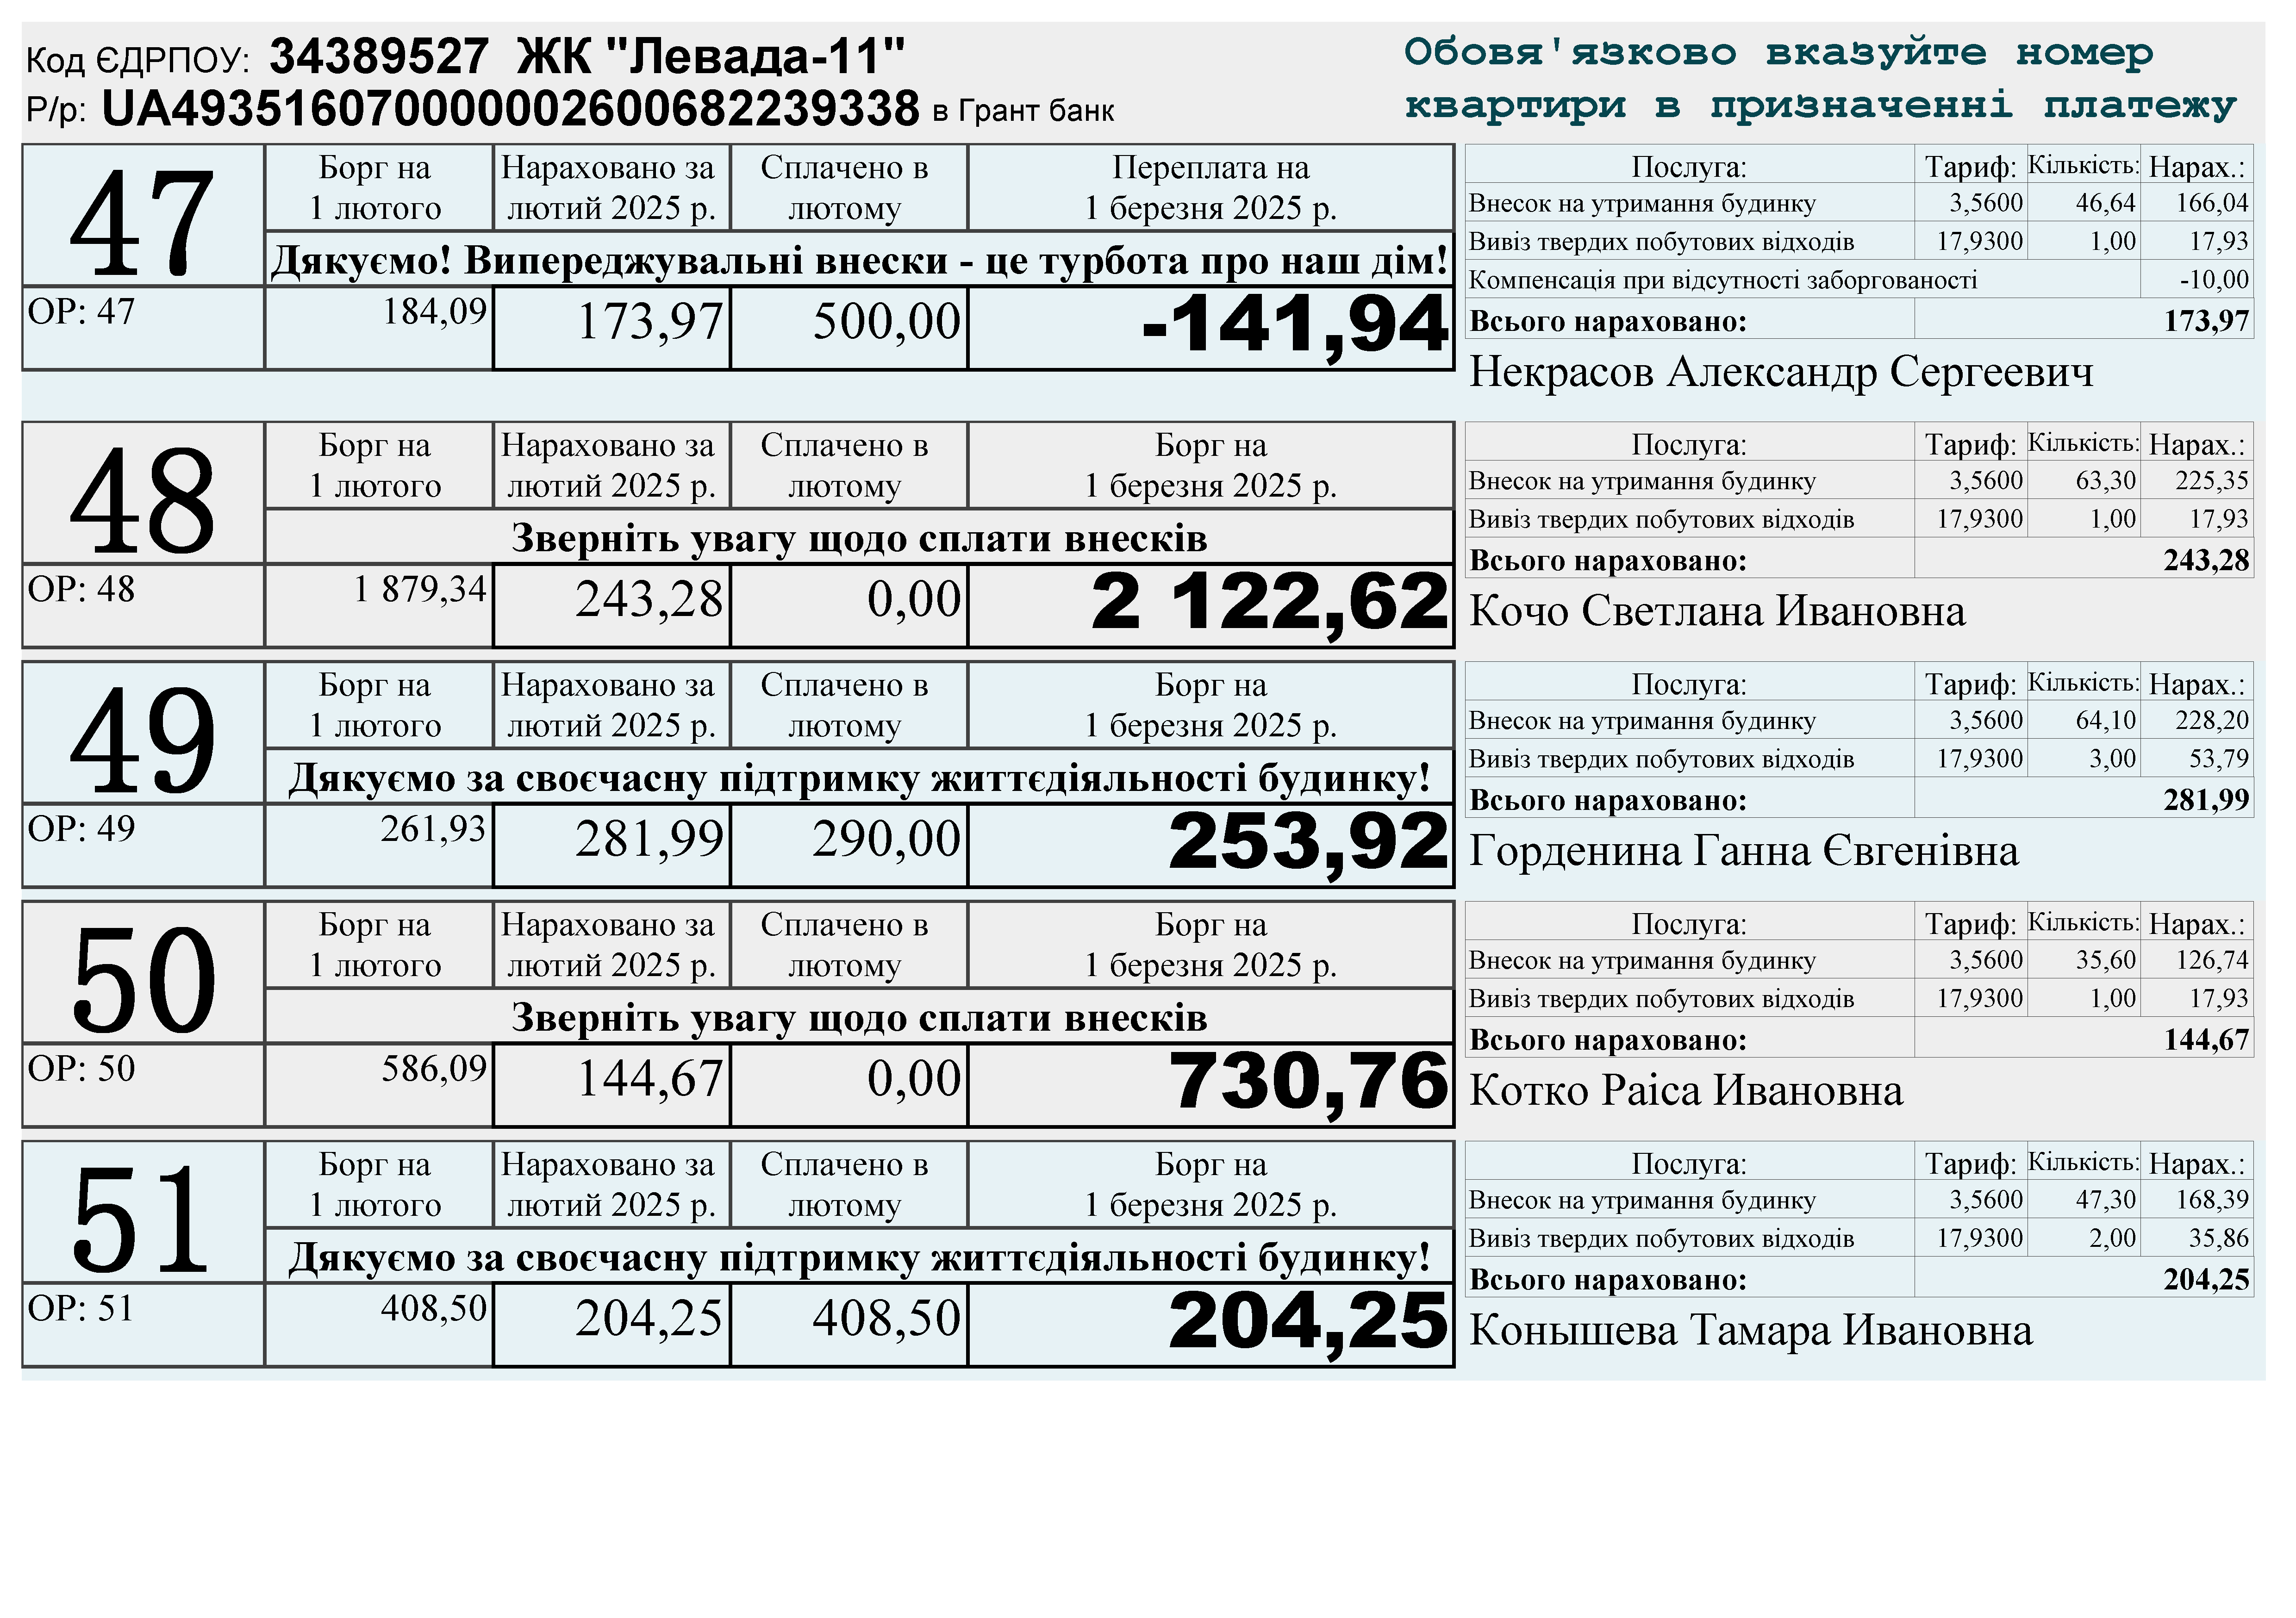 Код ЄДРПОУ: 34389527 ЖК "Левада-11"
Р/р: UA493516070000002600682239338 в Грант банк
Обовя'язково вказуйте номер
квартири в призначенні платежу
47
Борг на
1 лютого
Нараховано за
лютий 2025 р.
Сплачено в
лютому
Переплата на
1 березня 2025 р.
Дякуємо! Випереджувальні внески - це турбота про наш дім!
ОР: 47 184,09 173,97 500,00 -141,94
Послуга: Тариф: Кількість: Нарах.:
Внесок на утримання будинку 3,5600 46,64 166,04
Вивіз твердих побутових відходів 17,9300 1,00 17,93
Компенсація при відсутності заборгованості -10,00
Всього нараховано: 173,97
Некрасов Александр Сергеевич
48
Борг на
1 лютого
Нараховано за
лютий 2025 р.
Сплачено в
лютому
Борг на
1 березня 2025 р.
Зверніть увагу щодо сплати внесків
ОР: 48 1 879,34 243,28 0,00 2 122,62
Послуга: Тариф: Кількість: Нарах.:
Внесок на утримання будинку 3,5600 63,30 225,35
Вивіз твердих побутових відходів 17,9300 1,00 17,93
Всього нараховано: 243,28
Кочо Светлана Ивановна
49
Борг на
1 лютого
Нараховано за
лютий 2025 р.
Сплачено в
лютому
Борг на
1 березня 2025 р.
Дякуємо за своєчасну підтримку життєдіяльності будинку!
ОР: 49 261,93 281,99 290,00 253,92
Послуга: Тариф: Кількість: Нарах.:
Внесок на утримання будинку 3,5600 64,10 228,20
Вивіз твердих побутових відходів 17,9300 3,00 53,79
Всього нараховано: 281,99
Горденина Ганна Євгенівна
50
Борг на
1 лютого
Нараховано за
лютий 2025 р.
Сплачено в
лютому
Борг на
1 березня 2025 р.
Зверніть увагу щодо сплати внесків
ОР: 50 586,09 144,67 0,00 730,76
Послуга: Тариф: Кількість: Нарах.:
Внесок на утримання будинку 3,5600 35,60 126,74
Вивіз твердих побутових відходів 17,9300 1,00 17,93
Всього нараховано: 144,67
Котко Раіса Ивановна
51
Борг на
1 лютого
Нараховано за
лютий 2025 р.
Сплачено в
лютому
Борг на
1 березня 2025 р.
Дякуємо за своєчасну підтримку життєдіяльності будинку!
ОР: 51 408,50 204,25 408,50 204,25
Послуга: Тариф: Кількість: Нарах.:
Внесок на утримання будинку 3,5600 47,30 168,39
Вивіз твердих побутових відходів 17,9300 2,00 35,86
Всього нараховано: 204,25
Конышева Тамара Ивановна